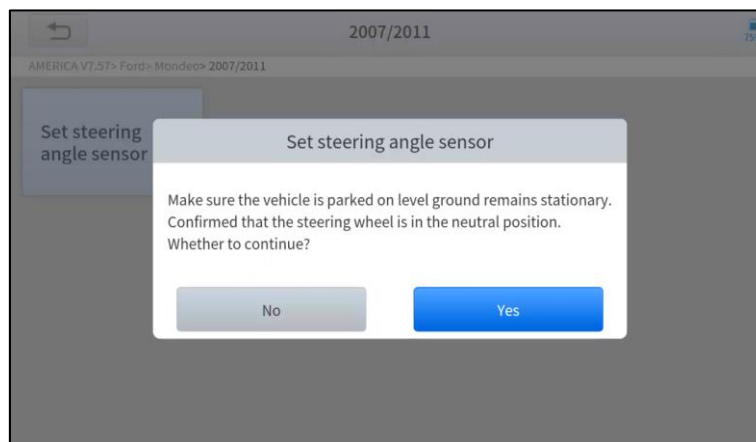 2007/2011
AMERICA V7.57> Ford> Mondeo> 2007/2011
Set steering
angle sensor
Set steering angle sensor
Make sure the vehicle is parked on level ground remains stationary.
Confirmed that the steering wheel is in the neutral position.
Whether to continue?
No
Yes